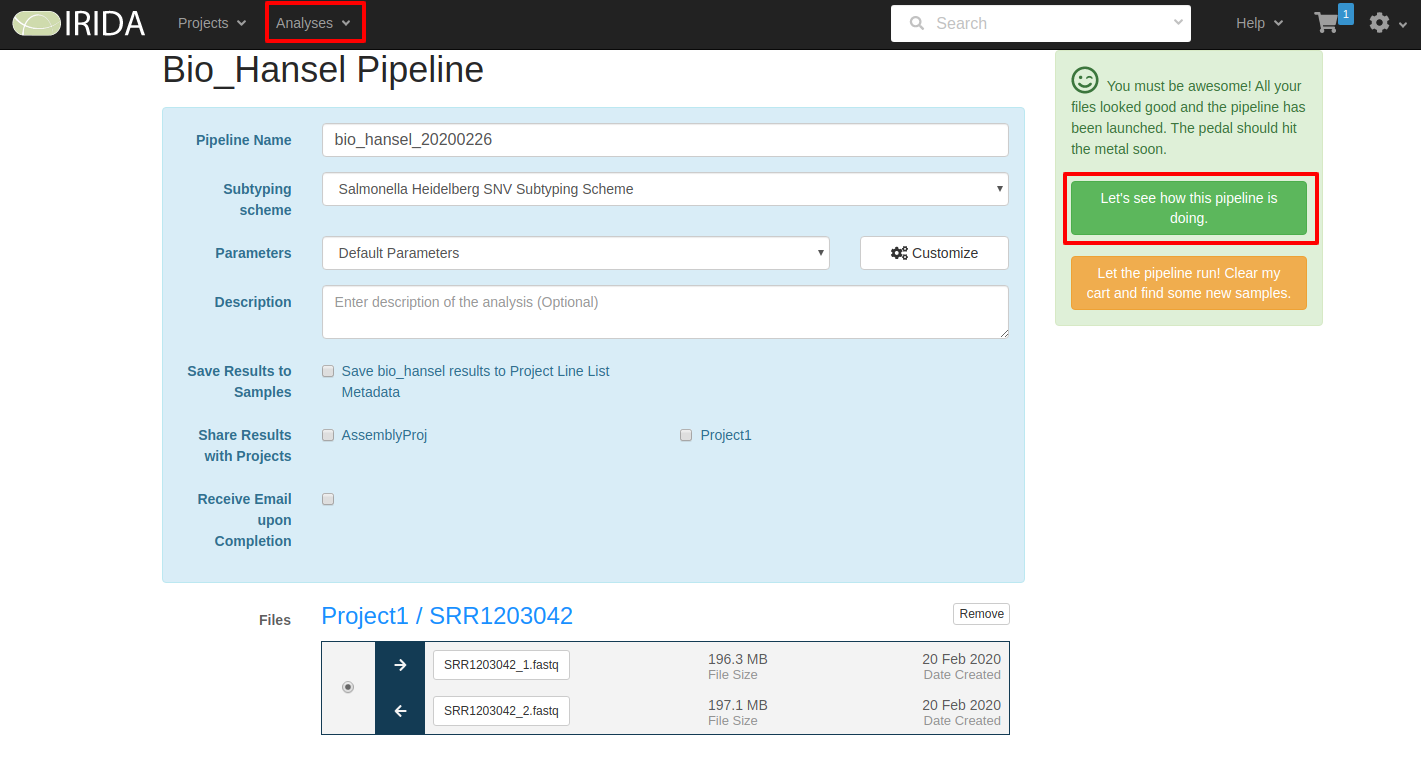 IRIDA
Projects
Analyses
Search
Help
1
Bio_Hansel Pipeline
Pipeline Name
bio_hansel_20200226
Subtyping
scheme
Salmonella Heidelberg SNV Subtyping Scheme
Parameters
Default Parameters
Customize
Description
Enter description of the analysis (Optional)
Save Results to
Samples
Save bio_hansel results to Project Line List
Metadata
Share Results
with Projects
AssemblyProj
Project1
Receive Email
upon
Completion
You must be awesome! All your
files looked good and the pipeline has
been launched. The pedal should hit
the metal soon.
Let's see how this pipeline is
doing.
Let the pipeline run! Clear my
cart and find some new samples.
Files
Project1 / SRR1203042
Remove
SRR1203042_1.fastq
196.3 MB
File Size
20 Feb 2020
Date Created
SRR1203042_2.fastq
197.1 MB
File Size
20 Feb 2020
Date Created